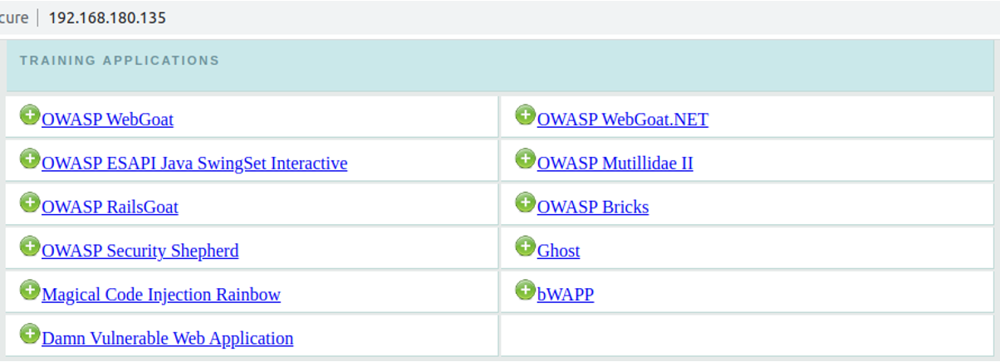 cure | 192.168.180.135
TRAINING APPLICATIONS
OWASP WebGoat
OWASP WebGoat.NET
OWASP ESAPI Java SwingSet Interactive
OWASP Mutillidae II
OWASP RailsGoat
OWASP Bricks
OWASP Security Shepherd
Ghost
Magical Code Injection Rainbow
bWAPP
Damn Vulnerable Web Application